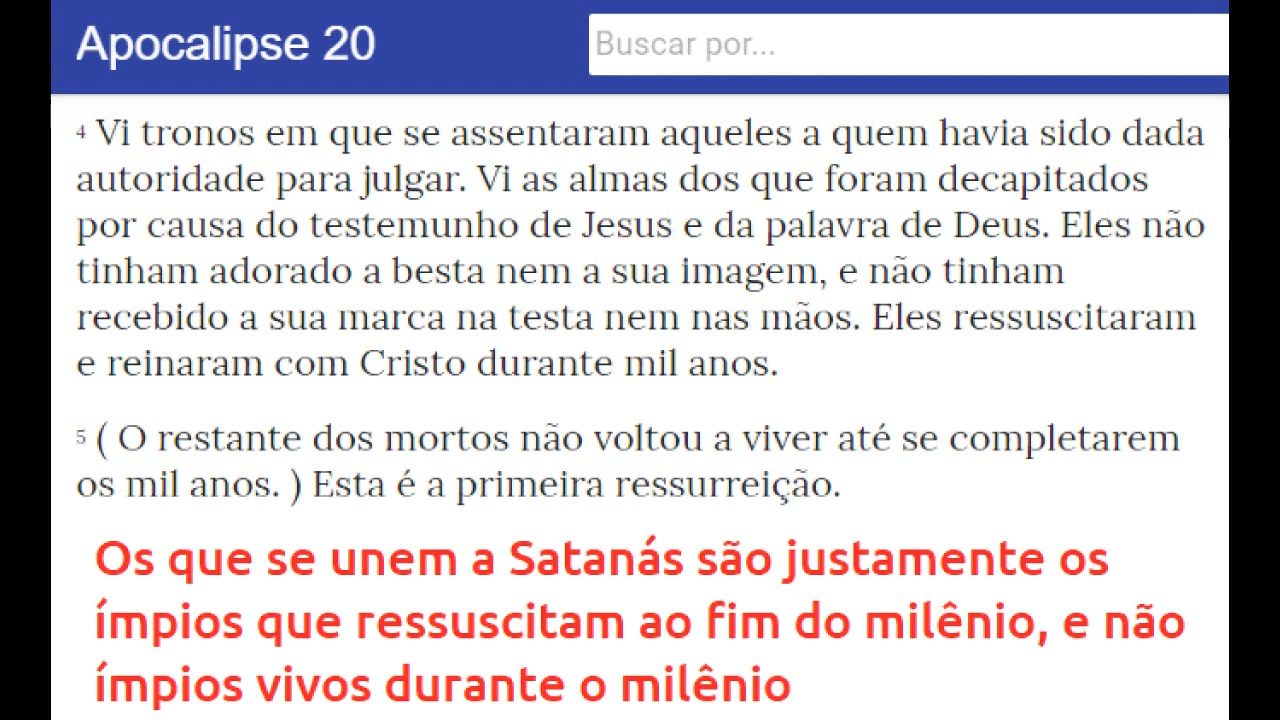 Apocalipse 20
Buscar por...
4 Vi tronos em que se assentaram aqueles a quem havia sido dada
autoridade para julgar. Vi as almas dos que foram decapitados
por causa do testemunho de Jesus e da palavra de Deus. Eles não
tinham adorado a besta nem a sua imagem, e não tinham
recebido a sua marca na testa nem nas mãos. Eles ressuscitaram
e reinaram com Cristo durante mil anos.
5 ( O restante dos mortos não voltou a viver até se completarem
os mil anos. ) Esta é a primeira ressurreição.
Os que se unem a Satanás são justamente os
ímpios que ressuscitam ao fim do milênio, e não
ímpios vivos durante o milênio